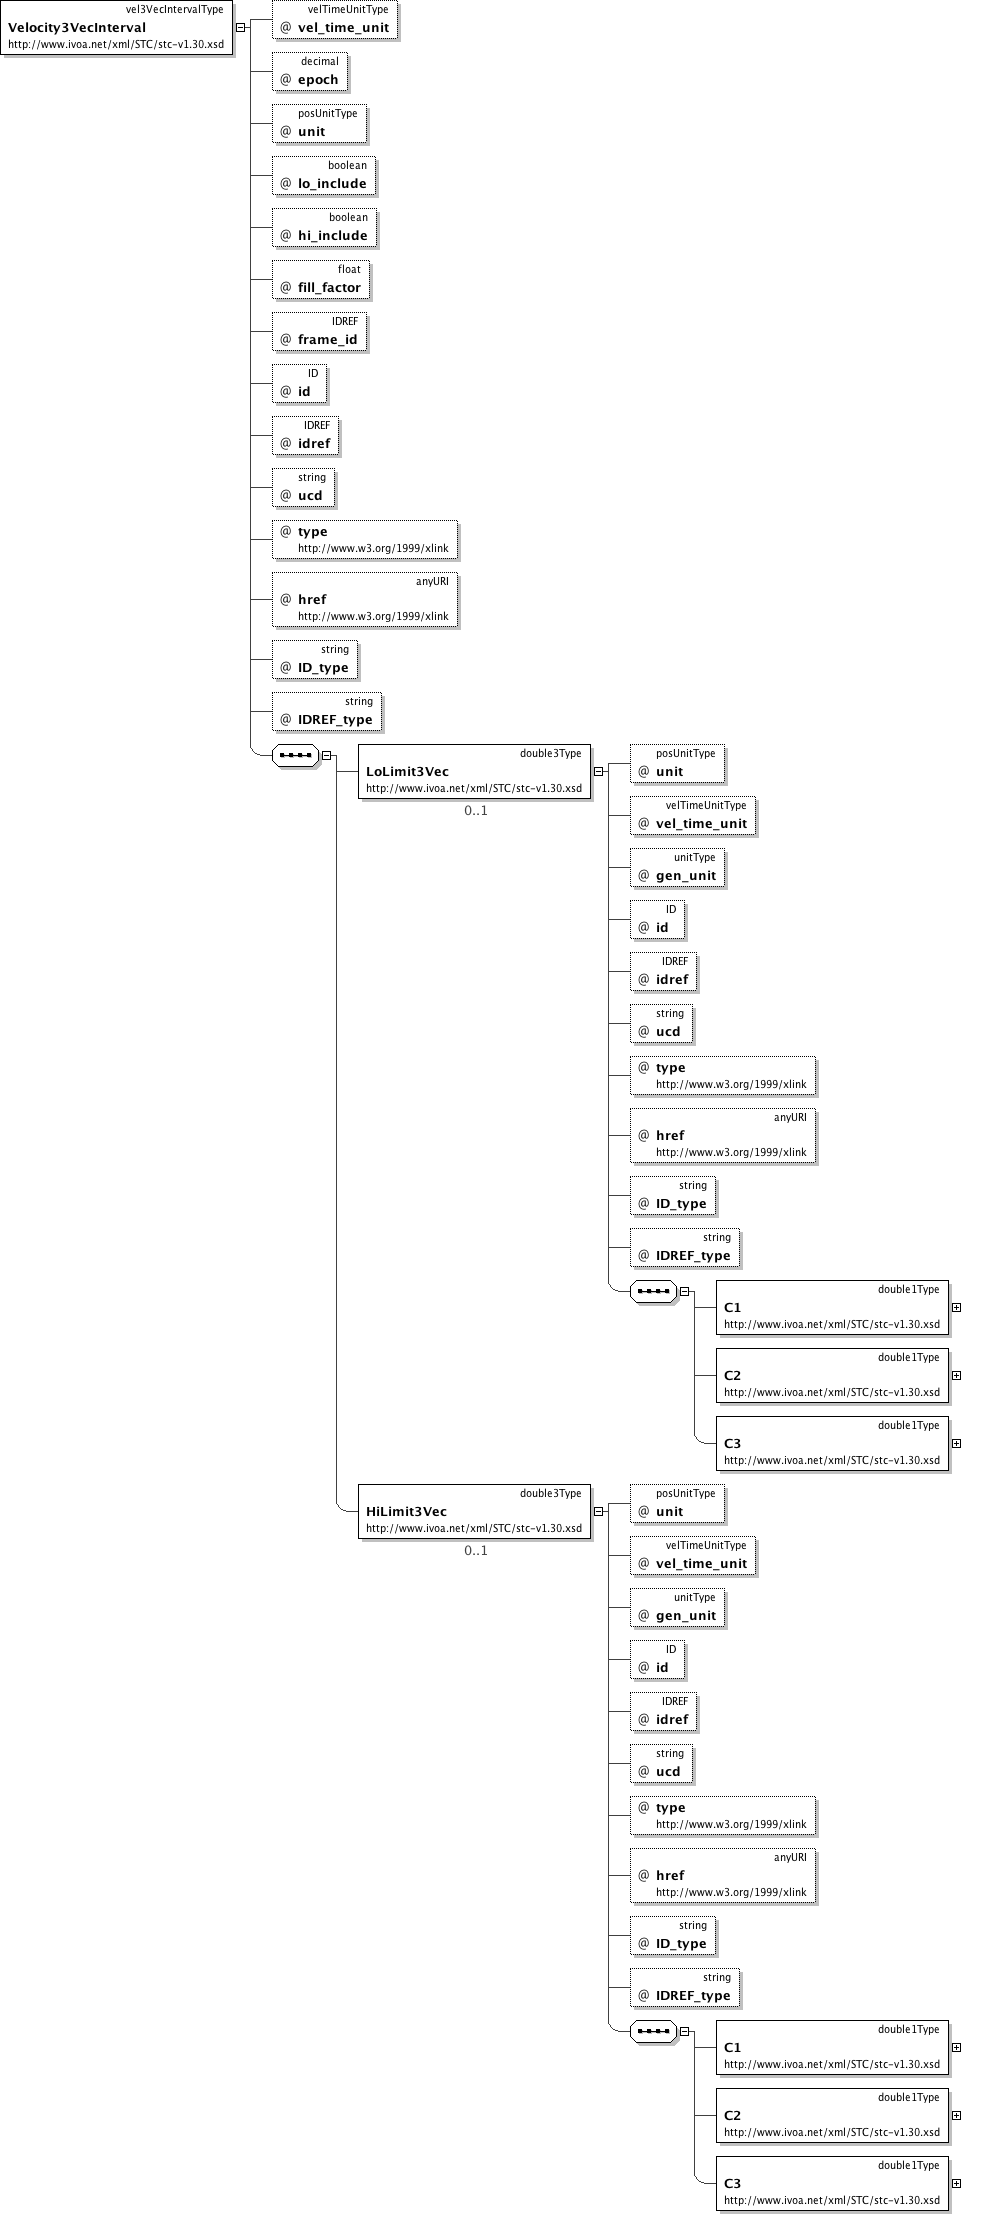 vel3VecIntervalType
Velocity3VecInterval
http://www.ivoa.net/xml/STC/stc-v1.30.xsd
velTimeUnitType
@ vel_time_unit
decimal
@ epoch
posUnitType
@ unit
boolean
@ lo_include
boolean
@ hi_include
float
@ fill_factor
IDREF
@ frame_id
ID
@ id
IDREF
@ idref
string
@ ucd
@ type
http://www.w3.org/1999/xlink
anyURI
@ href
http://www.w3.org/1999/xlink
string
@ ID_type
string
@ IDREF_type
double3Type
LoLimit3Vec
http://www.ivoa.net/xml/STC/stc-v1.30.xsd
0..1
posUnitType
@ unit
velTimeUnitType
@ vel_time_unit
unitType
@ gen_unit
ID
@ id
IDREF
@ idref
string
@ ucd
@ type
http://www.w3.org/1999/xlink
anyURI
@ href
http://www.w3.org/1999/xlink
string
@ ID_type
string
@ IDREF_type
double1Type
C1
http://www.ivoa.net/xml/STC/stc-v1.30.xsd
double1Type
C2
http://www.ivoa.net/xml/STC/stc-v1.30.xsd
double1Type
C3
http://www.ivoa.net/xml/STC/stc-v1.30.xsd
double3Type
HiLimit3Vec
http://www.ivoa.net/xml/STC/stc-v1.30.xsd
0..1
posUnitType
@ unit
velTimeUnitType
@ vel_time_unit
unitType
@ gen_unit
ID
@ id
IDREF
@ idref
string
@ ucd
@ type
http://www.w3.org/1999/xlink
anyURI
@ href
http://www.w3.org/1999/xlink
string
@ ID_type
string
@ IDREF_type
double1Type
C1
http://www.ivoa.net/xml/STC/stc-v1.30.xsd
double1Type
C2
http://www.ivoa.net/xml/STC/stc-v1.30.xsd
double1Type
C3
http://www.ivoa.net/xml/STC/stc-v1.30.xsd